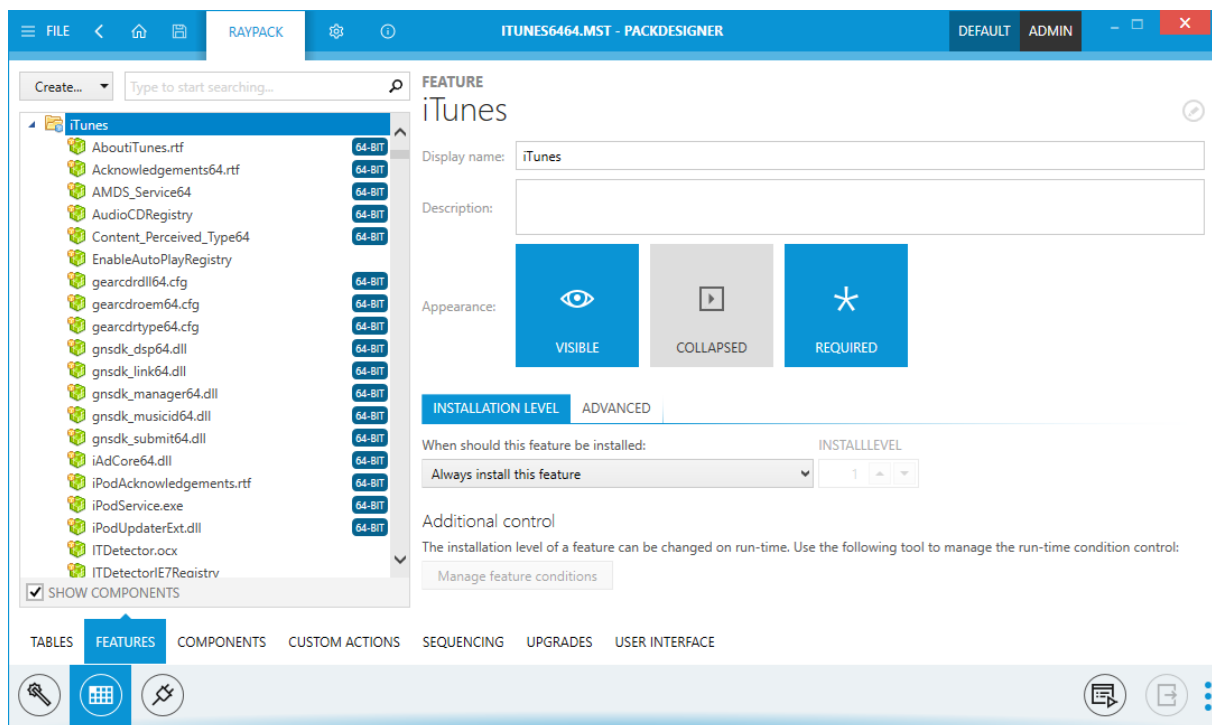 FILE
RAYPACK
ITUNES6464.MST - PACKDESIGNER
DEFAULT
ADMIN
Create...
Type to start searching...
iTunes
AboutiTunes.rtf 64-BIT
Acknowledgements64.rtf 64-BIT
AMDS_Service64 64-BIT
AudioCDRegistry 64-BIT
Content_Perceived_Type64 64-BIT
EnableAutoPlayRegistry
gearcdrdll64.cfg 64-BIT
gearcdroem64.cfg 64-BIT
gearcdrtype64.cfg 64-BIT
gnsdk_dsp64.dll 64-BIT
gnsdk_link64.dll 64-BIT
gnsdk_manager64.dll 64-BIT
gnsdk_musicid64.dll 64-BIT
gnsdk_submit64.dll 64-BIT
iAdCore64.dll 64-BIT
iPodAcknowledgements.rtf 64-BIT
iPodService.exe 64-BIT
iPodUpdaterExt.dll 64-BIT
ITDetector.ocx
ITDetectorIE7Registry
SHOW COMPONENTS
FEATURE
iTunes
Display name: iTunes
Description:
Appearance:
VISIBLE
COLLAPSED
REQUIRED
INSTALLATION LEVEL
ADVANCED
When should this feature be installed:
INSTALLLEVEL
Always install this feature
1
Additional control
The installation level of a feature can be changed on run-time. Use the following tool to manage the run-time condition control:
Manage feature conditions
TABLES
FEATURES
COMPONENTS
CUSTOM ACTIONS
SEQUENCING
UPGRADES
USER INTERFACE